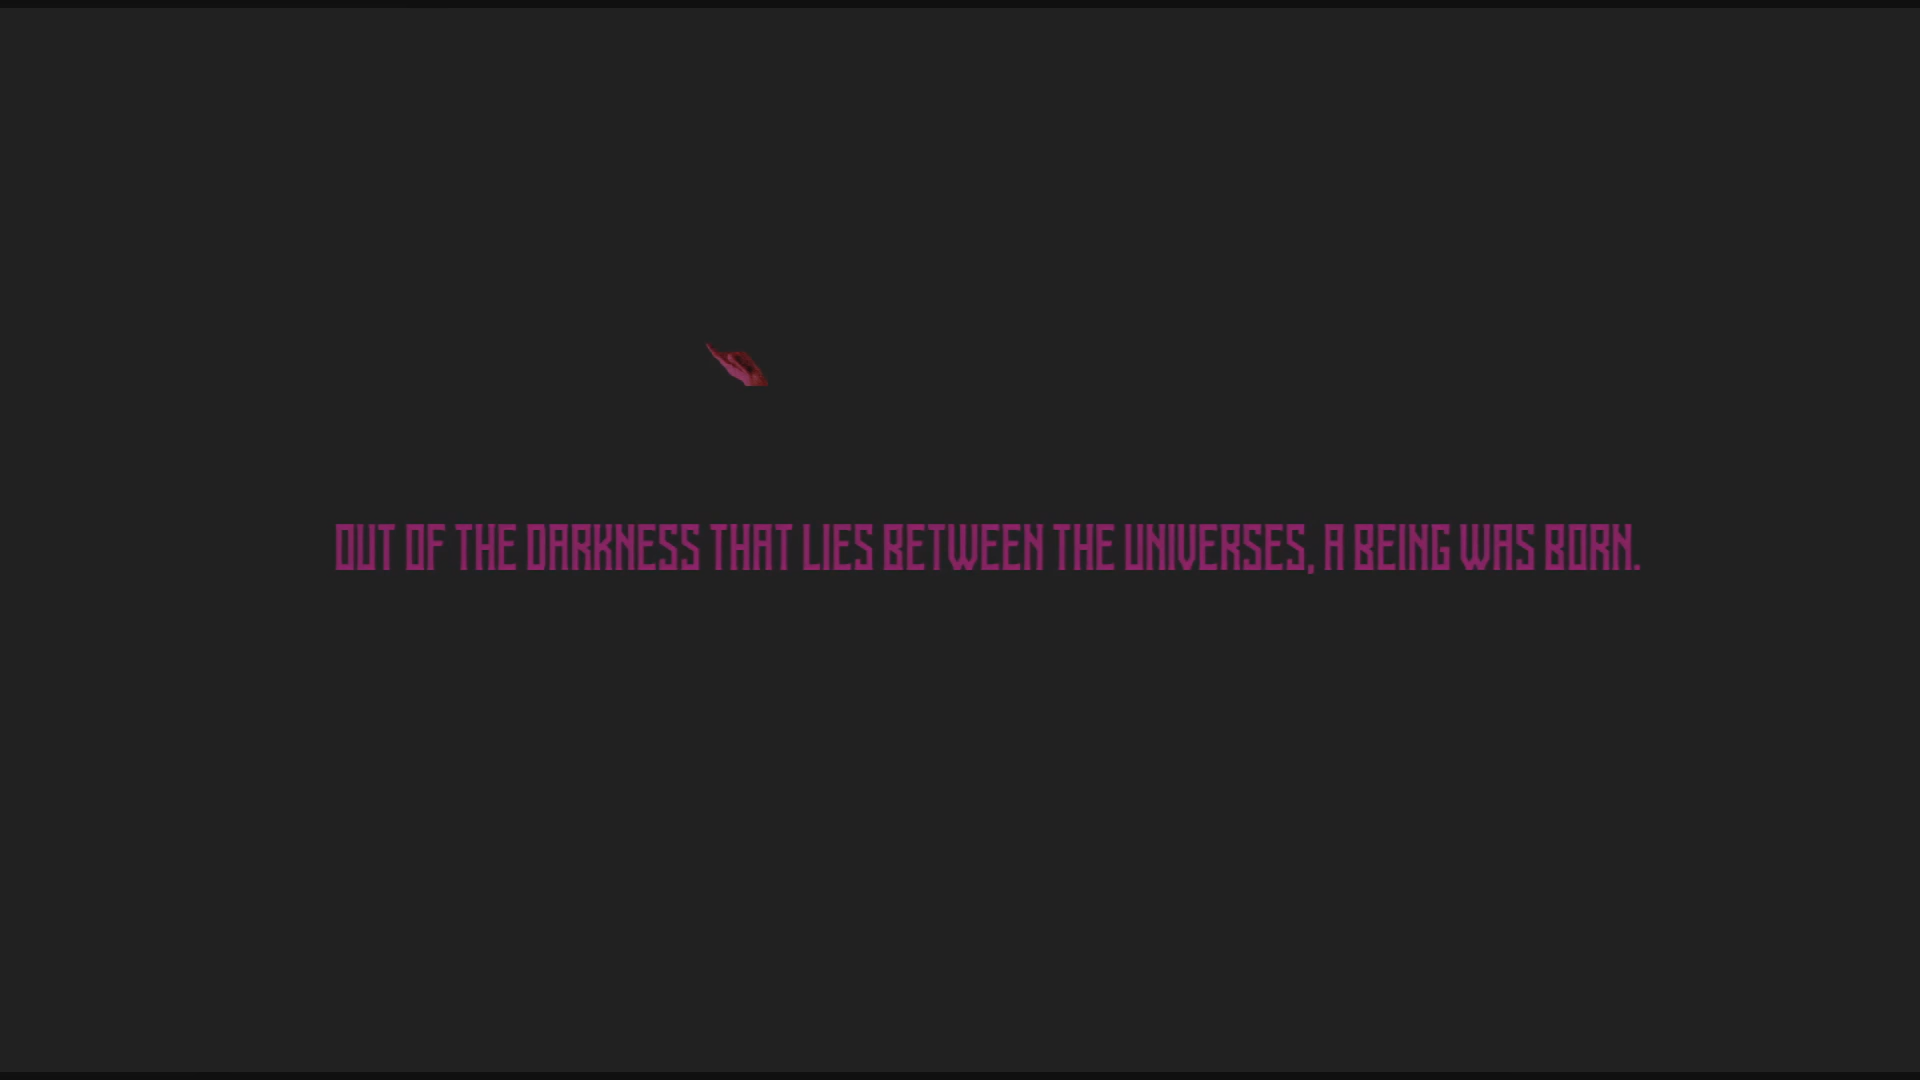 OUT OF THE DARKNESS THAT LIES BETWEEN THE UNIVERSES, A BEING WAS BORN.